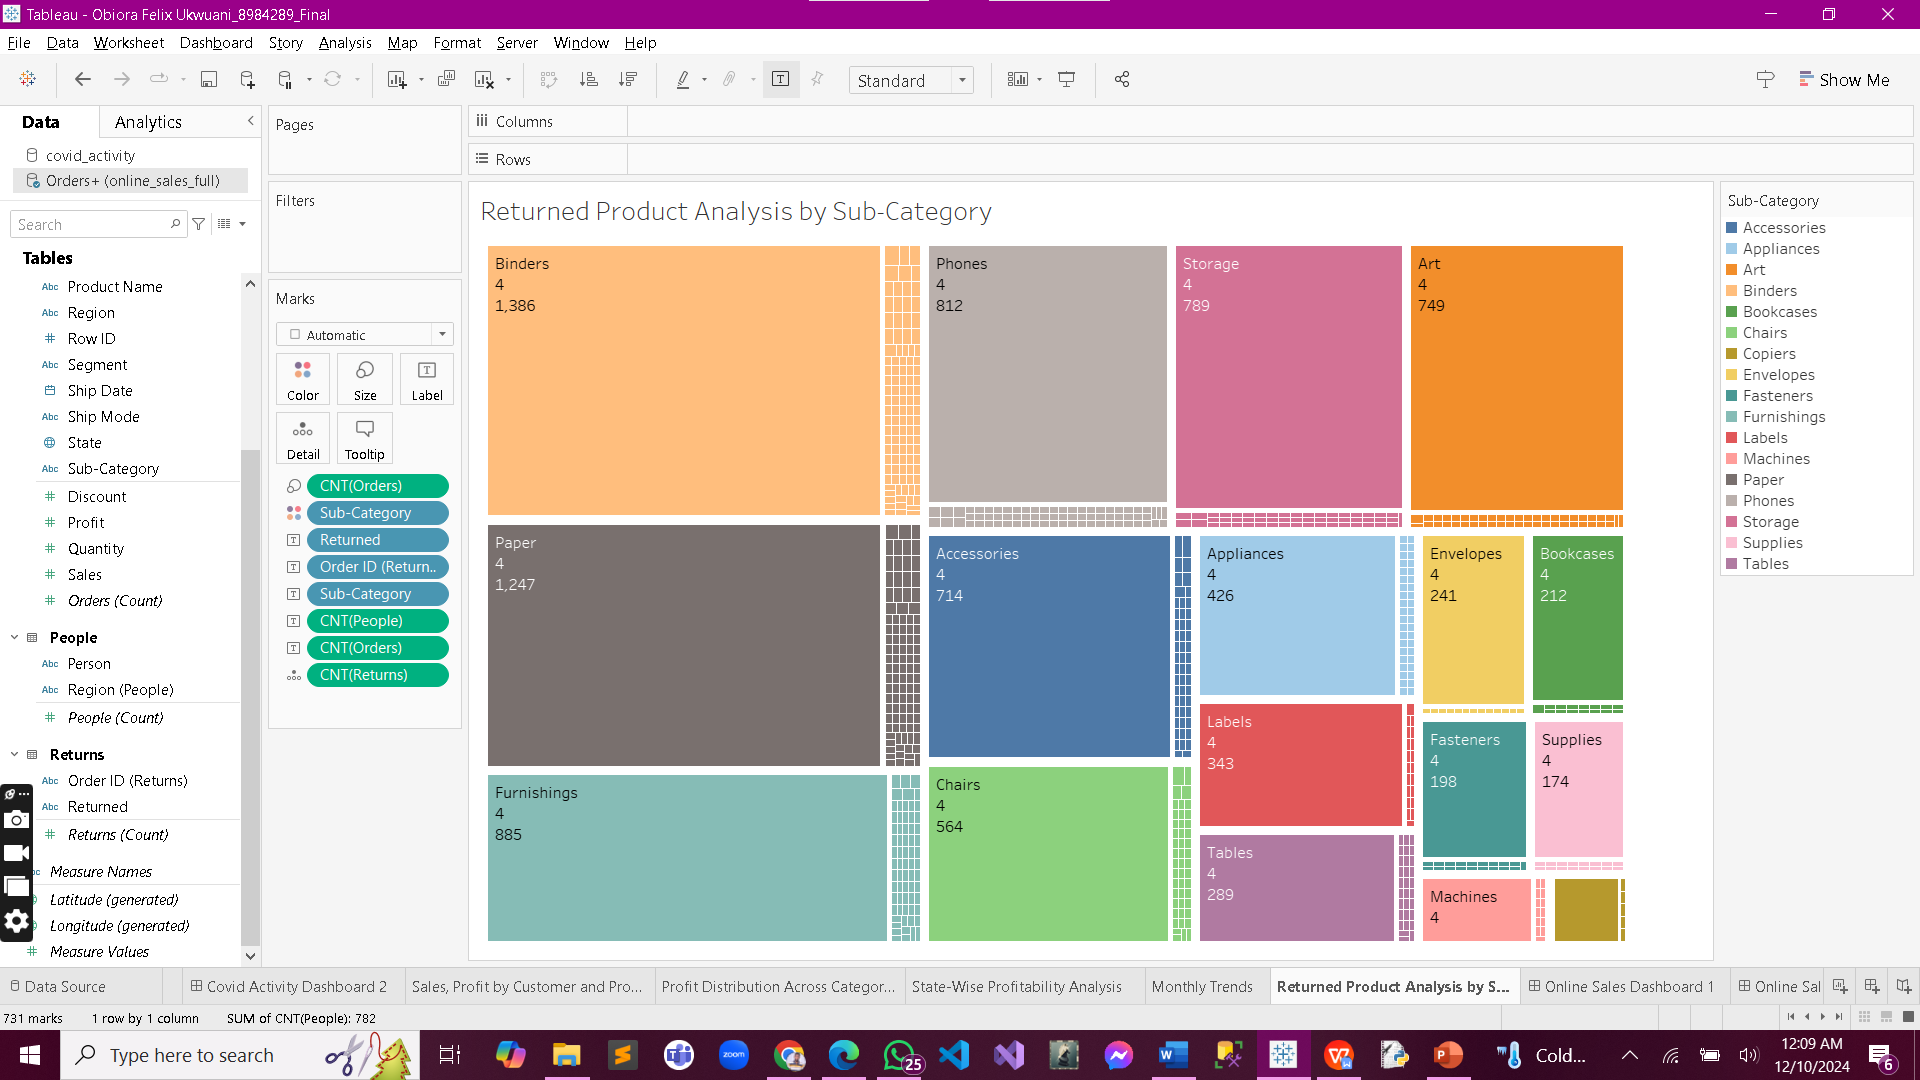 Tableau - Obiora Felix Ukwuani_8984289_Final
File Data Worksheet Dashboard Story Analysis Map Format Server Window Help
Standard
Show Me
Data Analytics
covid_activity
Orders+ (online_sales_full)
Search
Tables
Abc Product Name
Abc Region
# Row ID
Abc Segment
Ship Date
Abc Ship Mode
State
Abc Sub-Category
# Discount
# Profit
# Quantity
# Sales
# Orders (Count)
People
Abc Person
Abc Region (People)
# People (Count)
Returns
Abc Order ID (Returns)
Abc Returned
# Returns (Count)
Measure Names
Latitude (generated)
Longitude (generated)
# Measure Values
Pages
Filters
Marks
Automatic
Color Size Label
Detail Tooltip
CNT(Orders)
Sub-Category
Returned
Order ID (Return..
Sub-Category
CNT(People)
CNT(Orders)
CNT(Returns)
Columns
Rows
Returned Product Analysis by Sub-Category
Binders
4
1,386
Phones
4
812
Storage
4
789
Art
4
749
Paper
4
1,247
Accessories
4
714
Appliances
4
426
Envelopes
4
241
Bookcases
4
212
Labels
4
343
Fasteners
4
198
Supplies
4
174
Furnishings
4
885
Chairs
4
564
Tables
4
289
Machines
4
Sub-Category
Accessories
Appliances
Art
Binders
Bookcases
Chairs
Copiers
Envelopes
Fasteners
Furnishings
Labels
Machines
Paper
Phones
Storage
Supplies
Tables
Data Source
Covid Activity Dashboard 2
Sales, Profit by Customer and Pro...
Profit Distribution Across Categor...
State-Wise Profitability Analysis
Monthly Trends
Returned Product Analysis by S...
Online Sales Dashboard 1
Online Sal
731 marks 1 row by 1 column SUM of CNT(People): 782
Type here to search
zoom
25
Cold...
12:09 AM
12/10/2024
6